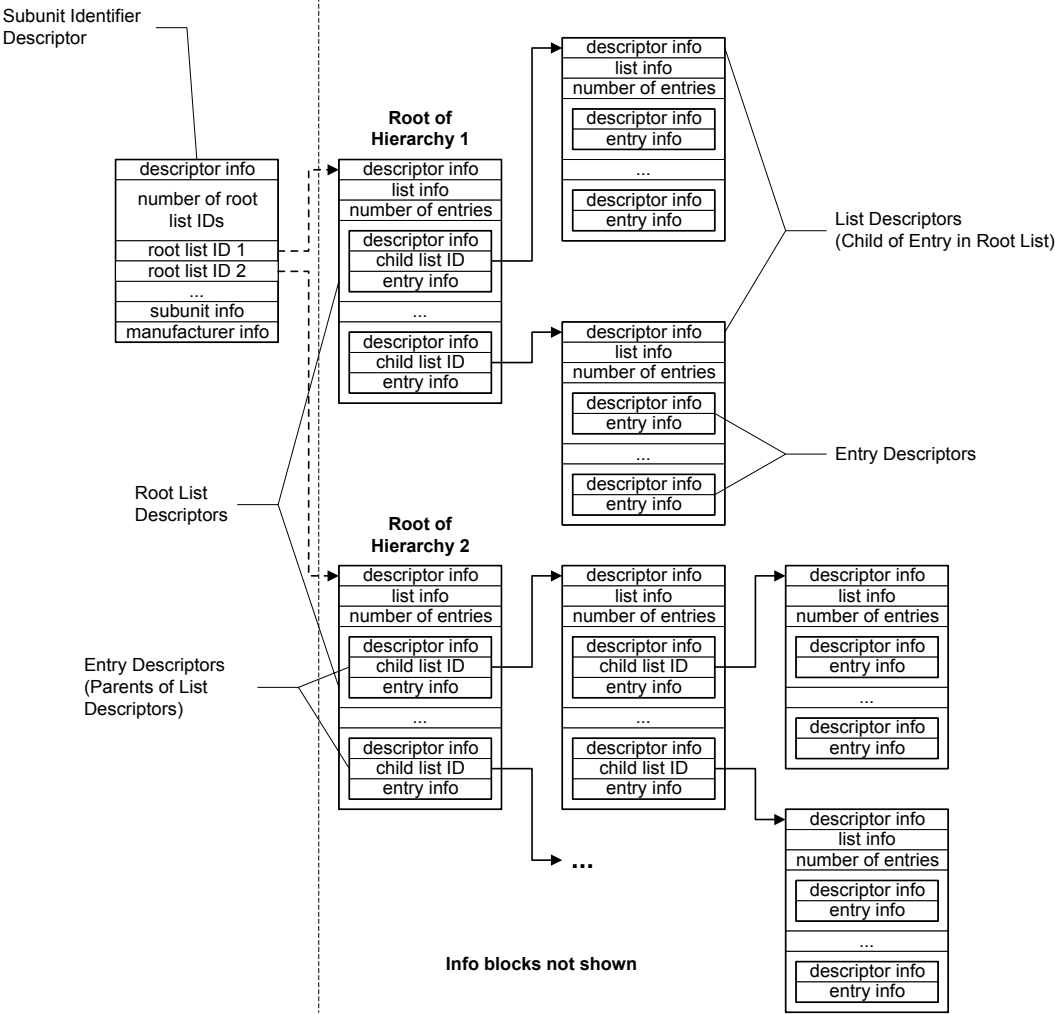 Subunit Identifier
Descriptor
descriptor info
number of root
list IDs
root list ID 1
root list ID 2
...
subunit info
manufacturer info
Root of
Hierarchy 1
descriptor info
list info
number of entries
descriptor info
child list ID
entry info
...
descriptor info
child list ID
entry info
descriptor info
list info
number of entries
descriptor info
entry info
...
descriptor info
entry info
List Descriptors
(Child of Entry in Root List)
descriptor info
list info
number of entries
descriptor info
entry info
...
descriptor info
entry info
Entry Descriptors
Root List
Descriptors
Root of
Hierarchy 2
descriptor info
list info
number of entries
descriptor info
child list ID
entry info
...
descriptor info
child list ID
entry info
Entry Descriptors
(Parents of List
Descriptors)
descriptor info
list info
number of entries
descriptor info
child list ID
entry info
...
descriptor info
child list ID
entry info
...
descriptor info
list info
number of entries
descriptor info
entry info
...
descriptor info
entry info
descriptor info
list info
number of entries
descriptor info
entry info
...
descriptor info
entry info
Info blocks not shown